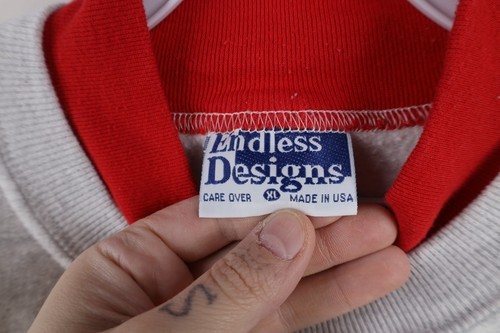 Endless
Designs
CARE OVER XL MADE IN USA
S